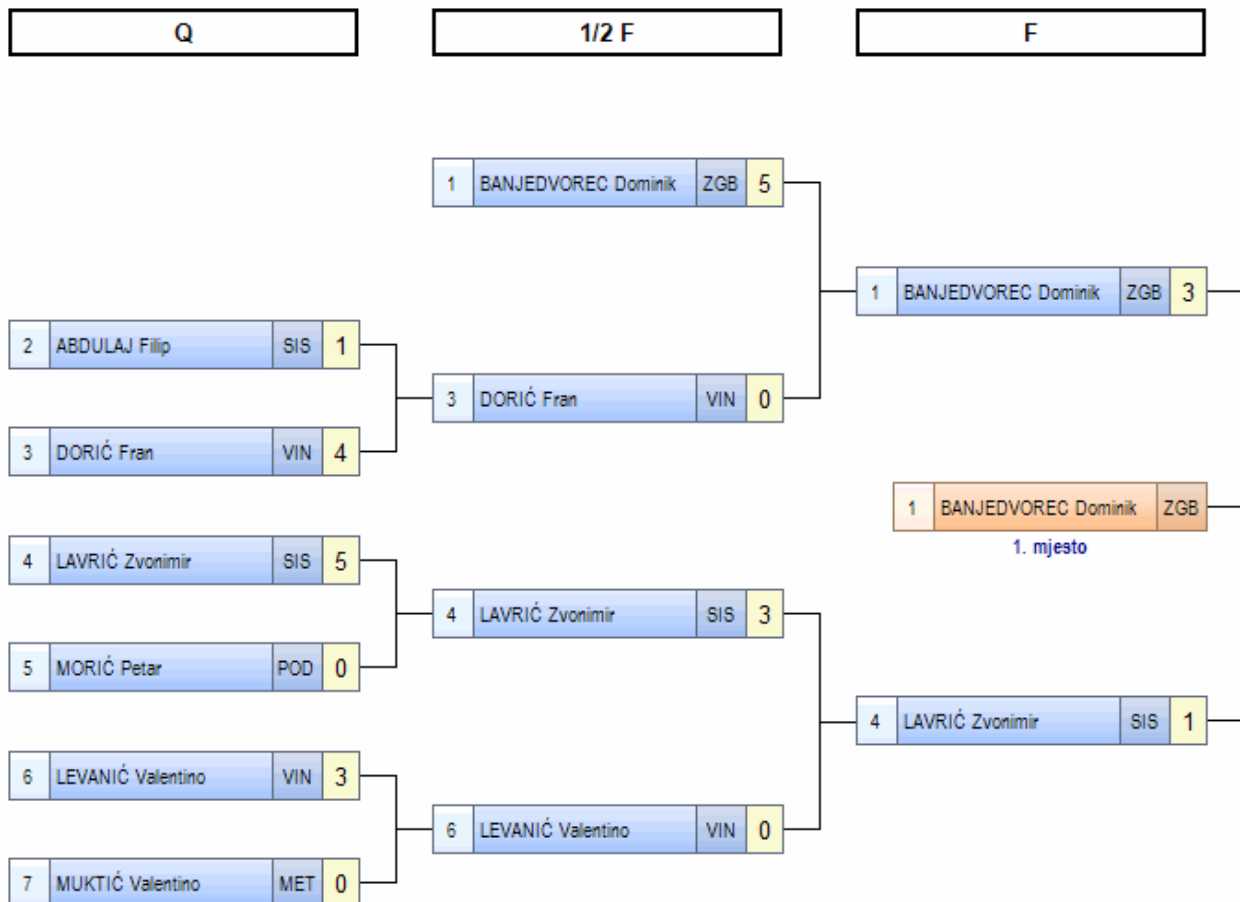 Q 1/2 F F
1 BANJEDVOREC Dominik ZGB 5
1 BANJEDVOREC Dominik ZGB 3
2 ABDULAJ Filip SIS 1
3 DORIĆ Fran VIN 0
3 DORIĆ Fran VIN 4
1 BANJEDVOREC Dominik ZGB
1. mjesto
4 LAVRIĆ Zvonimir SIS 5
4 LAVRIĆ Zvonimir SIS 3
5 MORIĆ Petar POD 0
4 LAVRIĆ Zvonimir SIS 1
6 LEVANIĆ Valentino VIN 3
6 LEVANIĆ Valentino VIN 0
7 MUKTIĆ Valentino MET 0